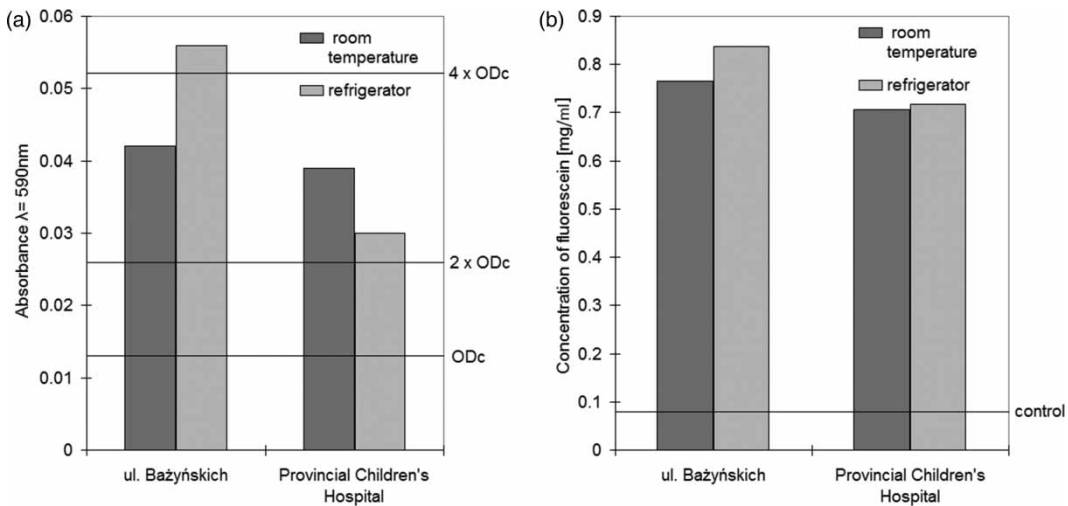 (a)
Absorbance λ= 590nm
0.06
0.05
0.04
0.03
0.02
0.01
0
room
temperature
refrigerator
4 x ODc
2 x ODc
ODc
ul. Bażyńskich
Provincial Children's
Hospital
(b)
Concentration of fluorescein [mg/ml]
0.9
0.8
0.7
0.6
0.5
0.4
0.3
0.2
0.1
0
room
temperature
refrigerator
control
ul. Bażyńskich
Provincial Children's
Hospital